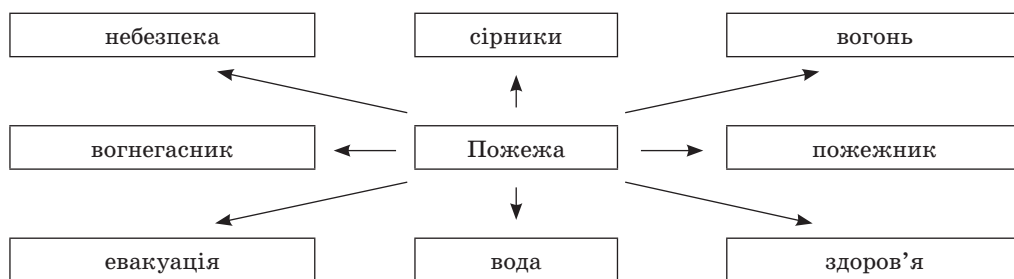 небезпека
сірники
вогонь
вогнегасник
Пожежа
пожежник
евакуація
вода
здоров’я